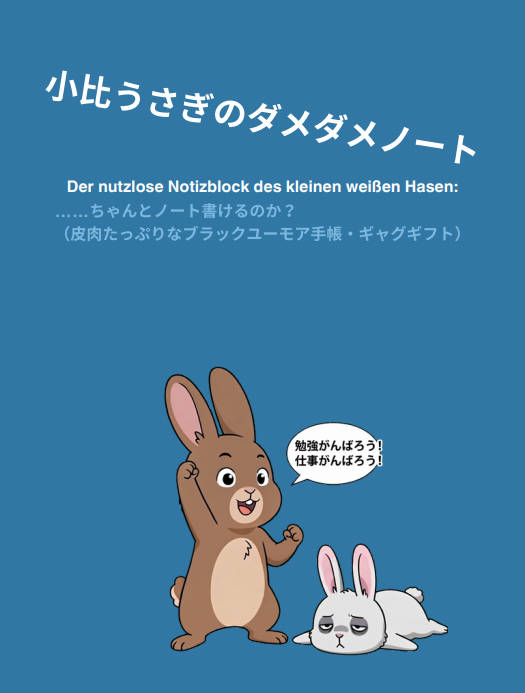 小比うさぎのダメダメノート
Der nutzlose Notizblock des kleinen weißen Hasen:
……ちゃんとノート書けるのか？
（皮肉たっぷりなブラックユーモア手帳・ギャグギフト）
勉強がんばろう！
仕事がんばろう！